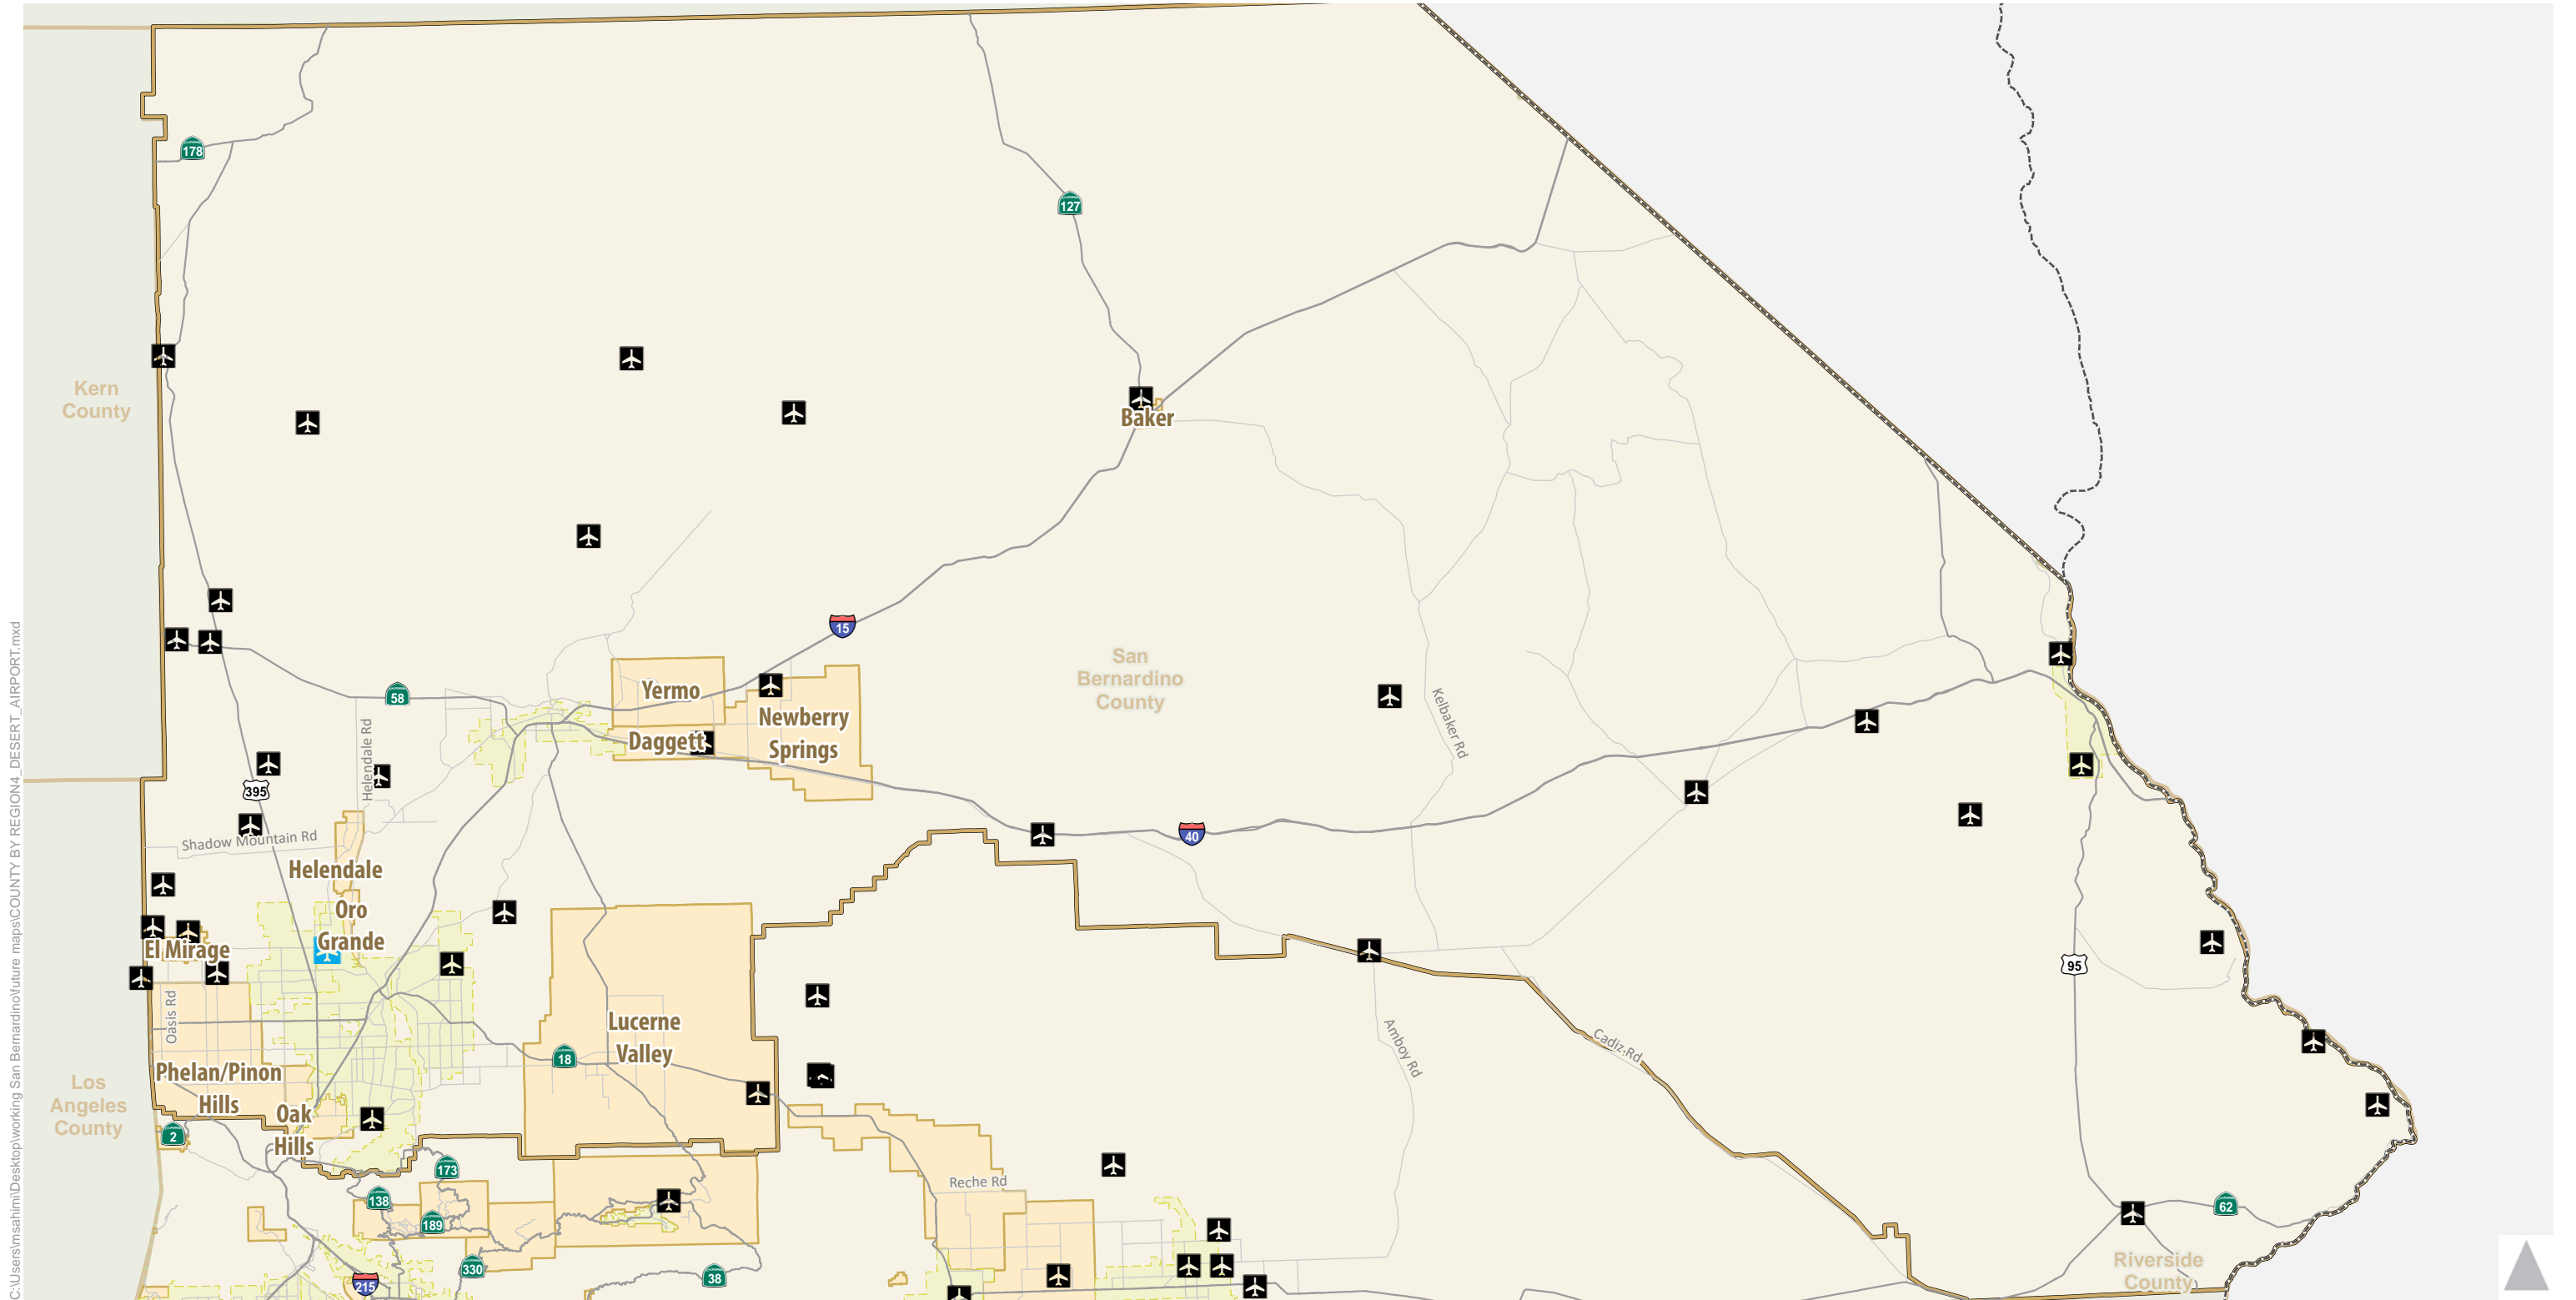 178
127
Kern
County
Baker
15
San
Bernardino
County
58
Yermo
Newberry
Springs
Daggett
Helendale Rd
Kelbaker Rd
395
Shadow Mountain Rd
40
Helendale
Oro
Grande
El Mirage
95
Oasis Rd
Lucerne
Valley
18
Amboy Rd
Cadiz Rd
Phelan/Pinon
Hills
Los
Angeles
County
Oak
Hills
2
173
138
189
Reche Rd
62
330
38
215
Riverside
County
C:\Users\msahimi\Desktop\working San Bernardino\future maps\COUNTY BY REGION4_DESERT_AIRPORT.mxd